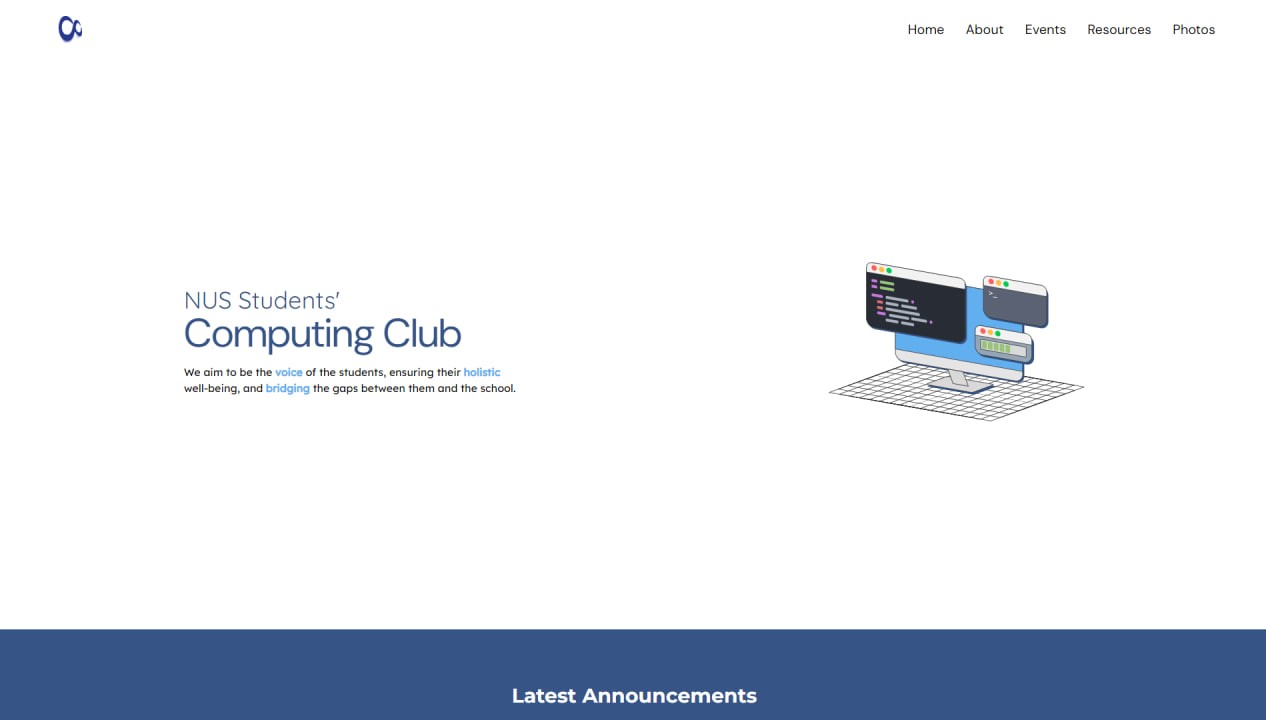 Home About Events Resources Photos
NUS Students'
Computing Club
We aim to be the voice of the students, ensuring their holistic
well-being, and bridging the gaps between them and the school.
>_
Latest Announcements